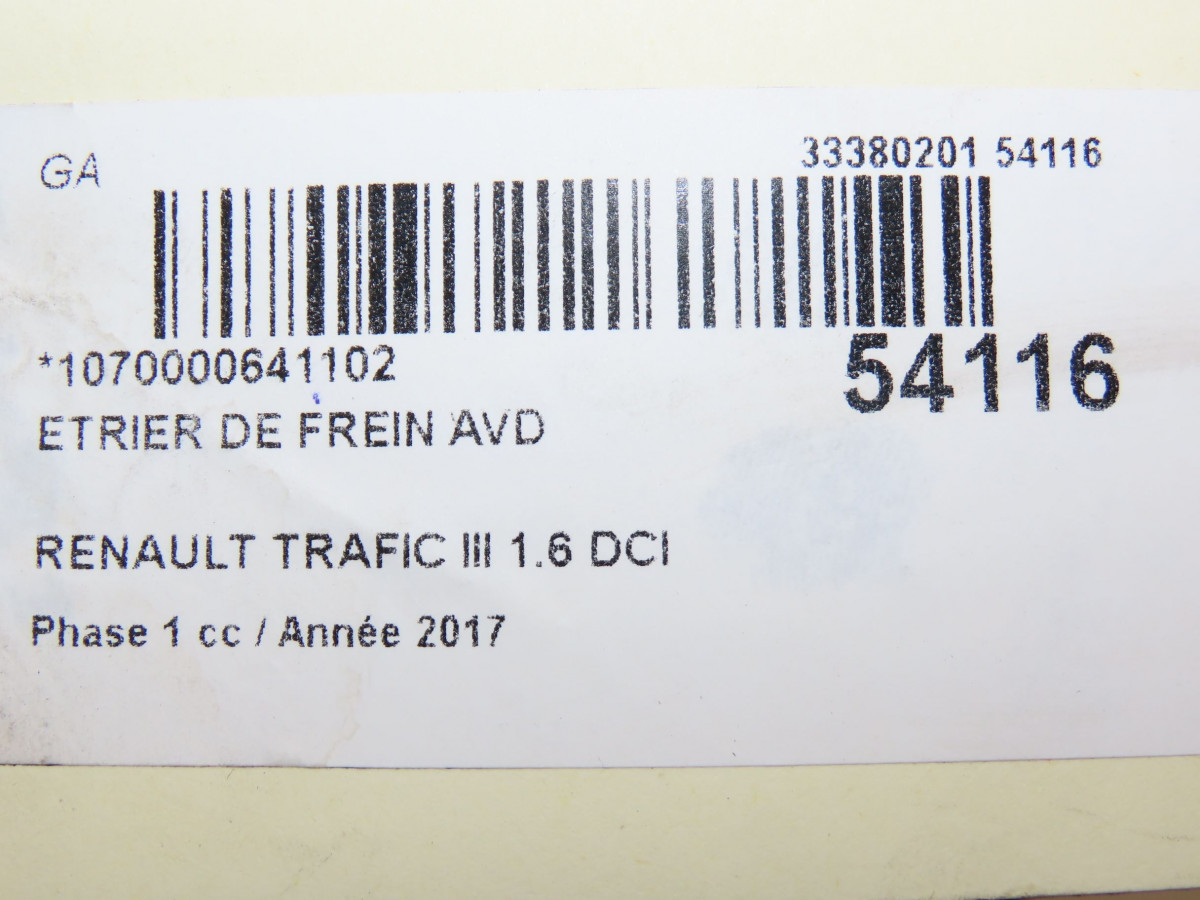 GA
33380201 54116
*1070000641102
54116
ETRIER DE FREIN AVD
RENAULT TRAFIC III 1.6 DCI
Phase 1 cc / Année 2017